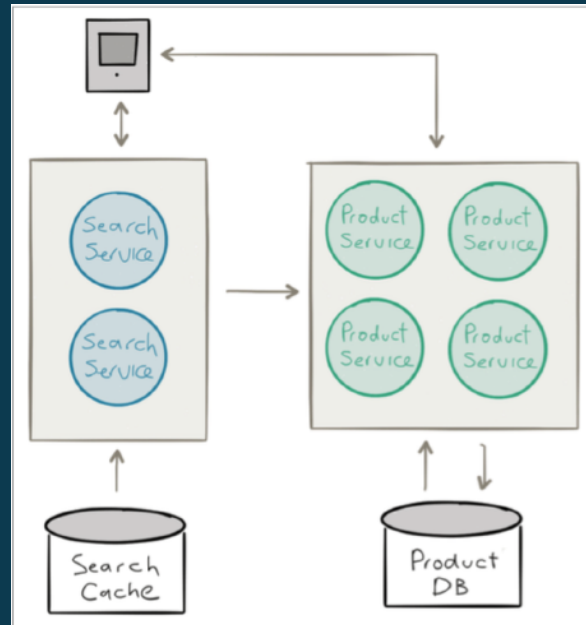 Search
Service
Search
Service
Product
Service
Product
Service
Product
Service
Product
Service
Search
Cache
Product
DB